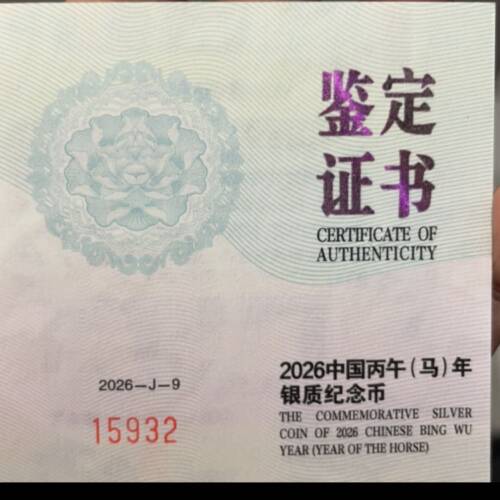 鉴定
证书
CERTIFICATE OF
AUTHENTICITY
2026-J-9
15932
2026中国丙午(马)年
银质纪念币
THE COMMEMORATIVE SILVER
COIN OF 2026 CHINESE BING WU
YEAR (YEAR OF THE HORSE)